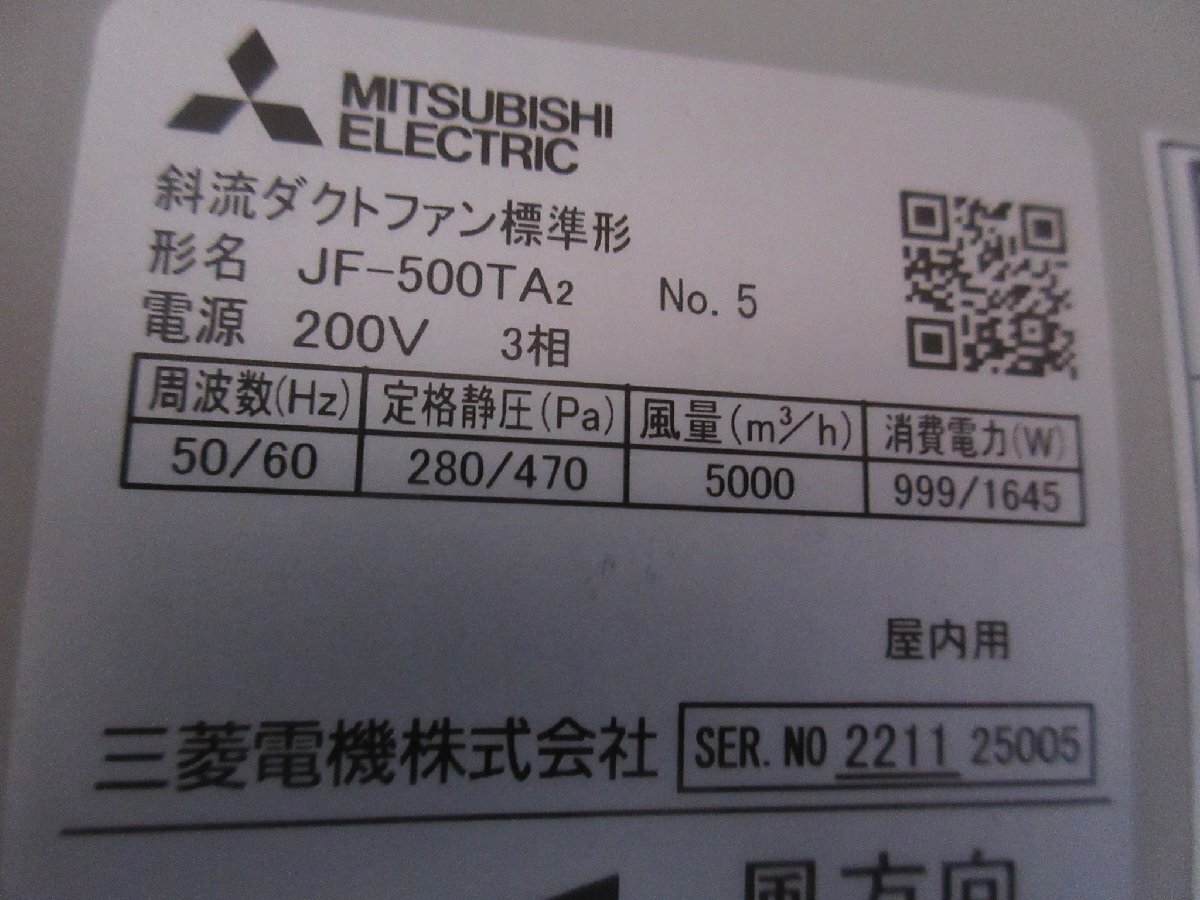 MITSUBISHI
ELECTRIC
斜流ダクトファン標準形
形名 JF-500TA2 No. 5
電源 200V 3相
周波数(Hz) 定格静圧(Pa) 風量(m³/h) 消費電力(W)
50/60 280/470 5000 999/1645
屋内用
三菱電機株式会社 SER. NO 2211 25005
風方向